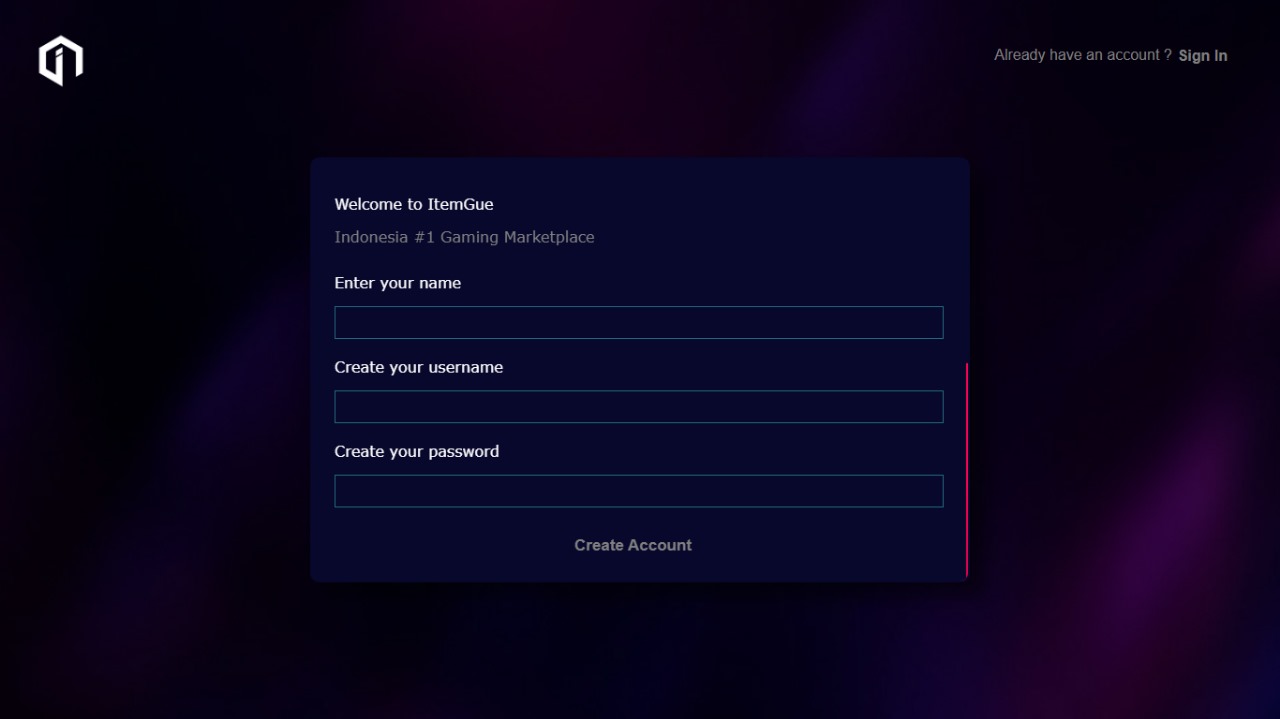 Already have an account ? Sign In
Welcome to ItemGue
Indonesia #1 Gaming Marketplace
Enter your name
Create your username
Create your password
Create Account